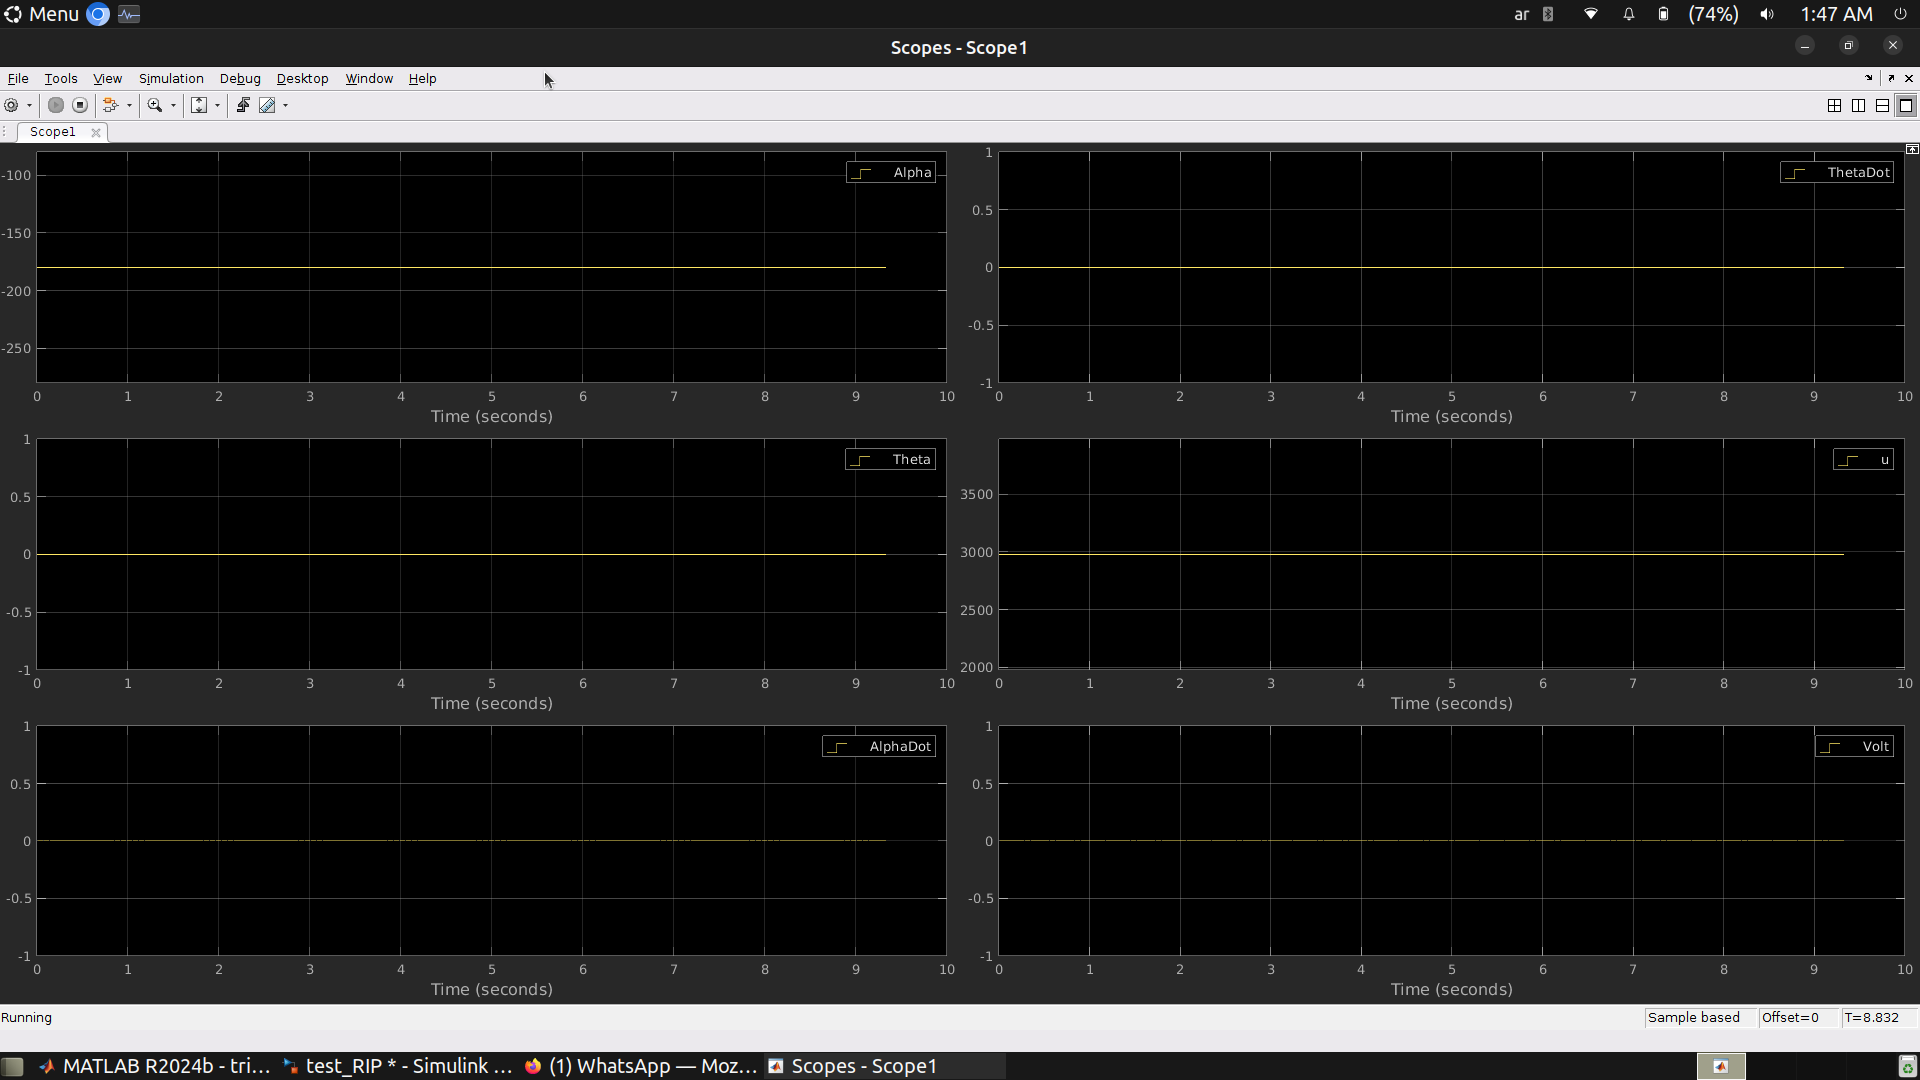 Menu
ar (74%) 1:47 AM
Scopes - Scope1
File Tools View Simulation Debug Desktop Window Help
Scope1
Alpha
-100
-150
-200
-250
0 1 2 3 4 5 6 7 8 9 10
Time (seconds)
ThetaDot
1
0.5
0
-0.5
-1
0 1 2 3 4 5 6 7 8 9 10
Time (seconds)
Theta
1
0.5
0
-0.5
-1
0 1 2 3 4 5 6 7 8 9 10
Time (seconds)
u
3500
3000
2500
2000
0 1 2 3 4 5 6 7 8 9 10
Time (seconds)
AlphaDot
1
0.5
0
-0.5
-1
0 1 2 3 4 5 6 7 8 9 10
Time (seconds)
Volt
1
0.5
0
-0.5
-1
0 1 2 3 4 5 6 7 8 9 10
Time (seconds)
Running Sample based Offset=0 T=8.832
MATLAB R2024b - tri... test_RIP * - Simulink ... (1) WhatsApp — Moz... Scopes - Scope1